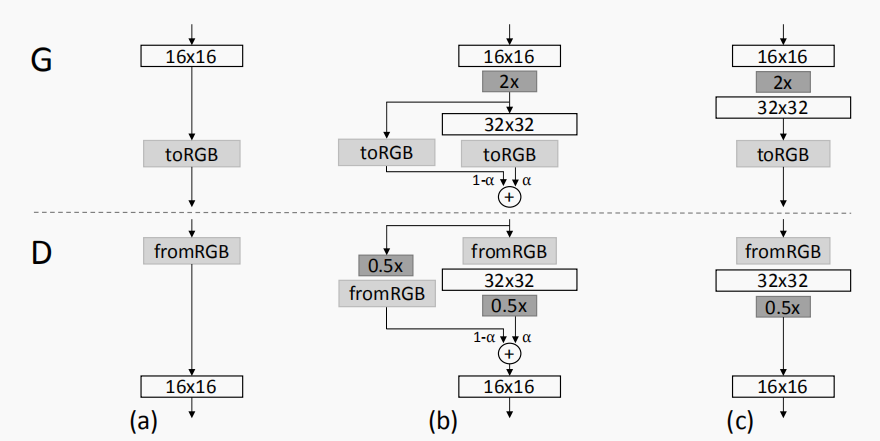 G
16x16
toRGB
16x16
2x
32x32
toRGB
toRGB
1-α
α
+
16x16
2x
32x32
toRGB
D
fromRGB
16x16
(a)
fromRGB
0.5x
32x32
fromRGB
0.5x
1-α
α
+
16x16
(b)
fromRGB
32x32
0.5x
16x16
(c)